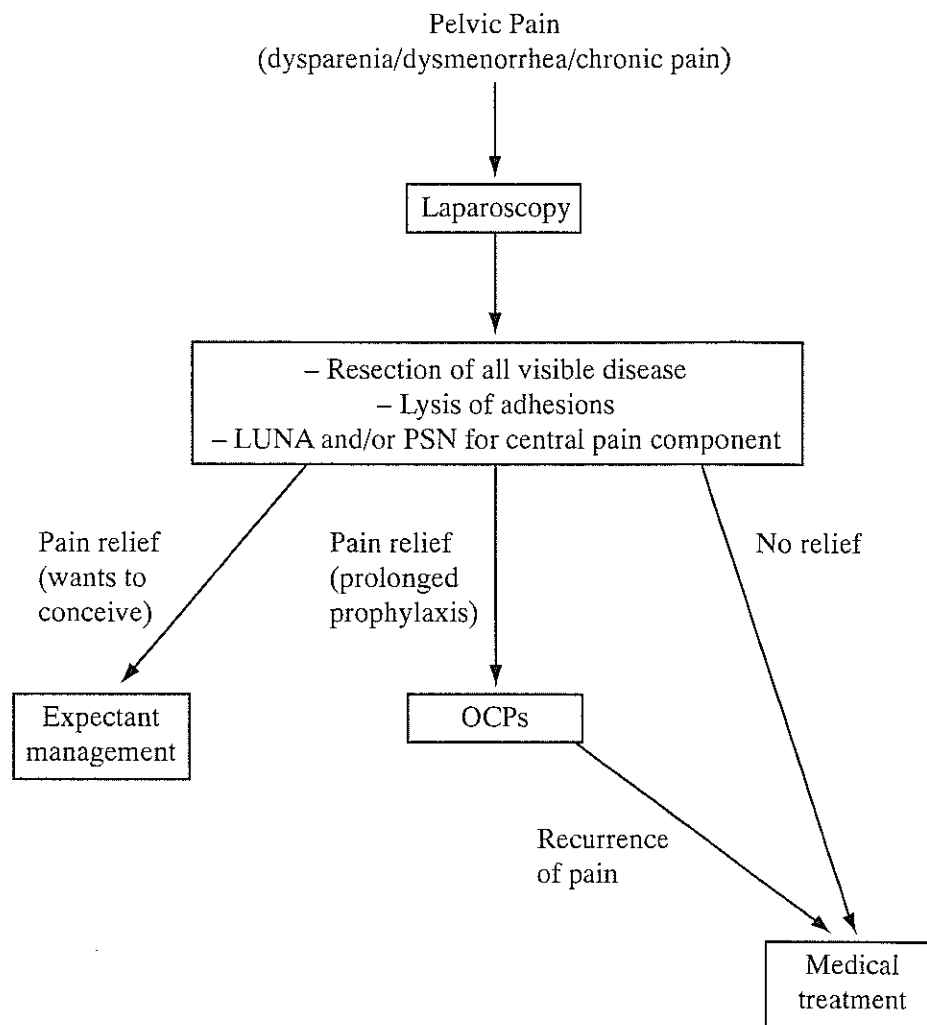 Pelvic Pain
(dysparenia/dysmenorrhea/chronic pain)
Laparoscopy
– Resection of all visible disease
– Lysis of adhesions
– LUNA and/or PSN for central pain component
Pain relief
(wants to
conceive)
Pain relief
(prolonged
prophylaxis)
No relief
Expectant
management
OCPs
Recurrence
of pain
Medical
treatment